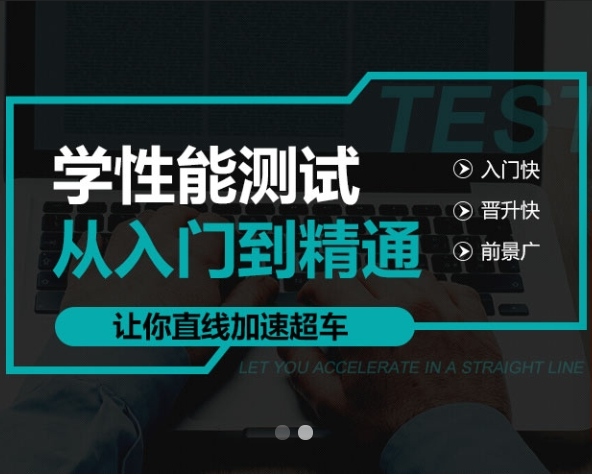 TEST
学性能测试
从入门到精通
入门快
晋升快
前景广
让你直线加速超车
LET YOU ACCELERATE IN A STRAIGHT LINE